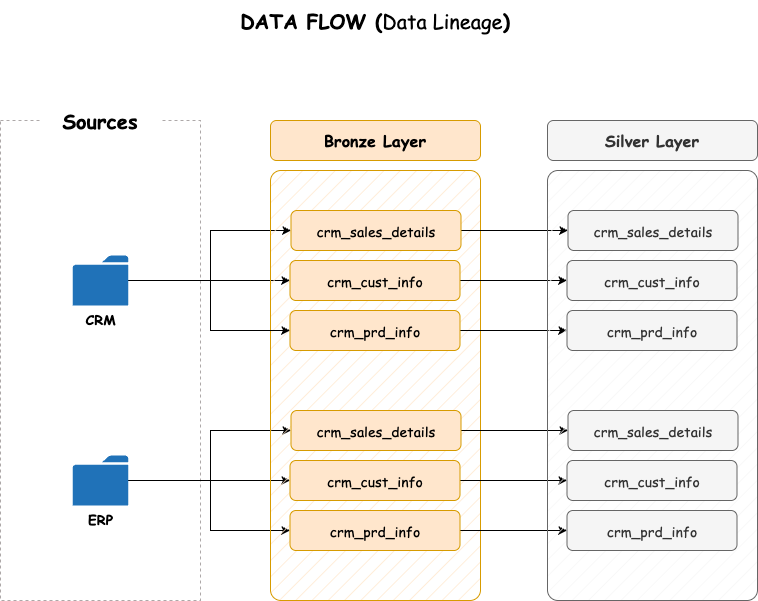 DATA FLOW (Data Lineage)
Sources
Bronze Layer
Silver Layer
CRM
crm_sales_details
crm_cust_info
crm_prd_info
crm_sales_details
crm_cust_info
crm_prd_info
ERP
crm_sales_details
crm_cust_info
crm_prd_info
crm_sales_details
crm_cust_info
crm_prd_info